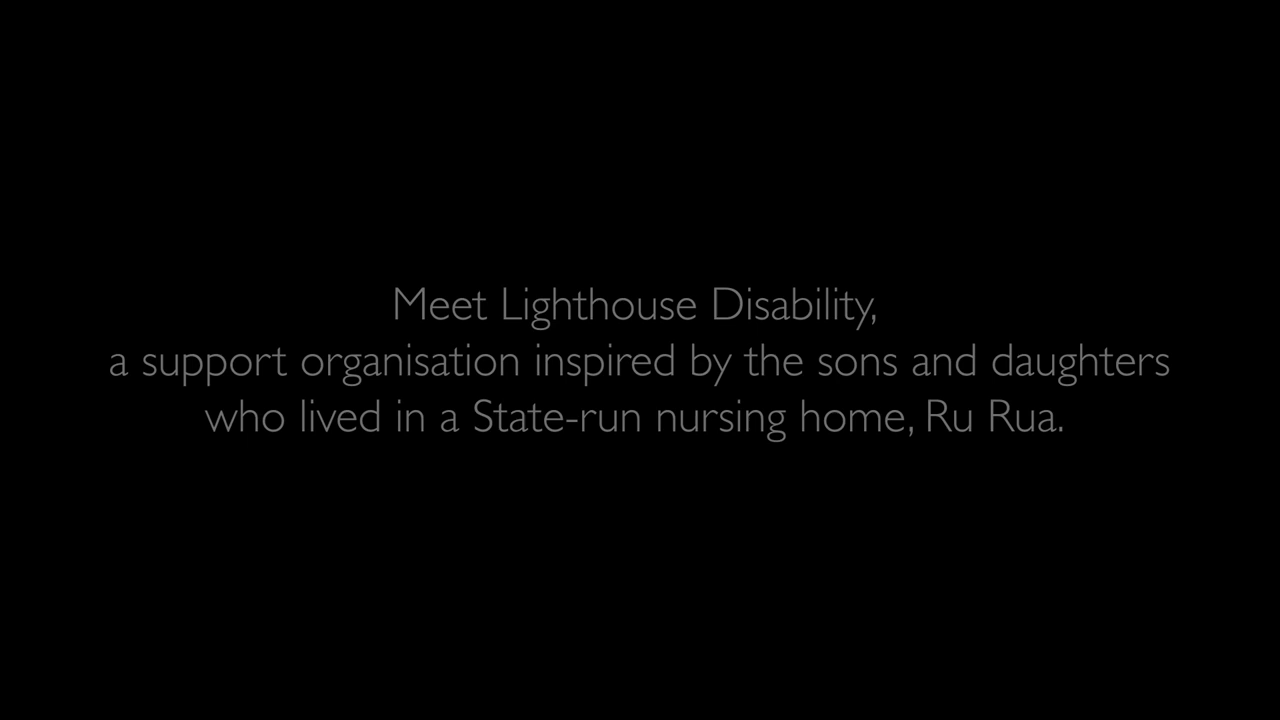 Meet Lighthouse Disability,
a support organisation inspired by the sons and daughters
who lived in a State-run nursing home, Ru Rua.